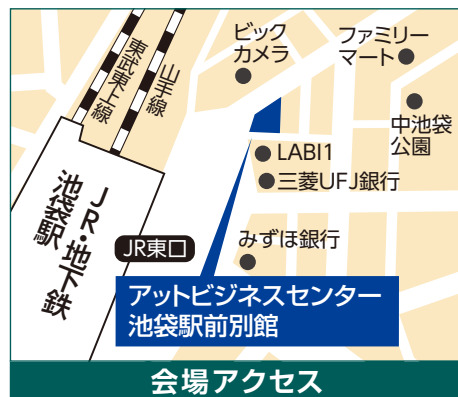 ビック
カメラ
ファミリー
マート
山手線
東武東上線
中池袋
公園
LABI1
三菱UFJ銀行
JR・地下鉄
池袋駅
JR東口
みずほ銀行
アットビジネスセンター
池袋駅前別館
会場アクセス